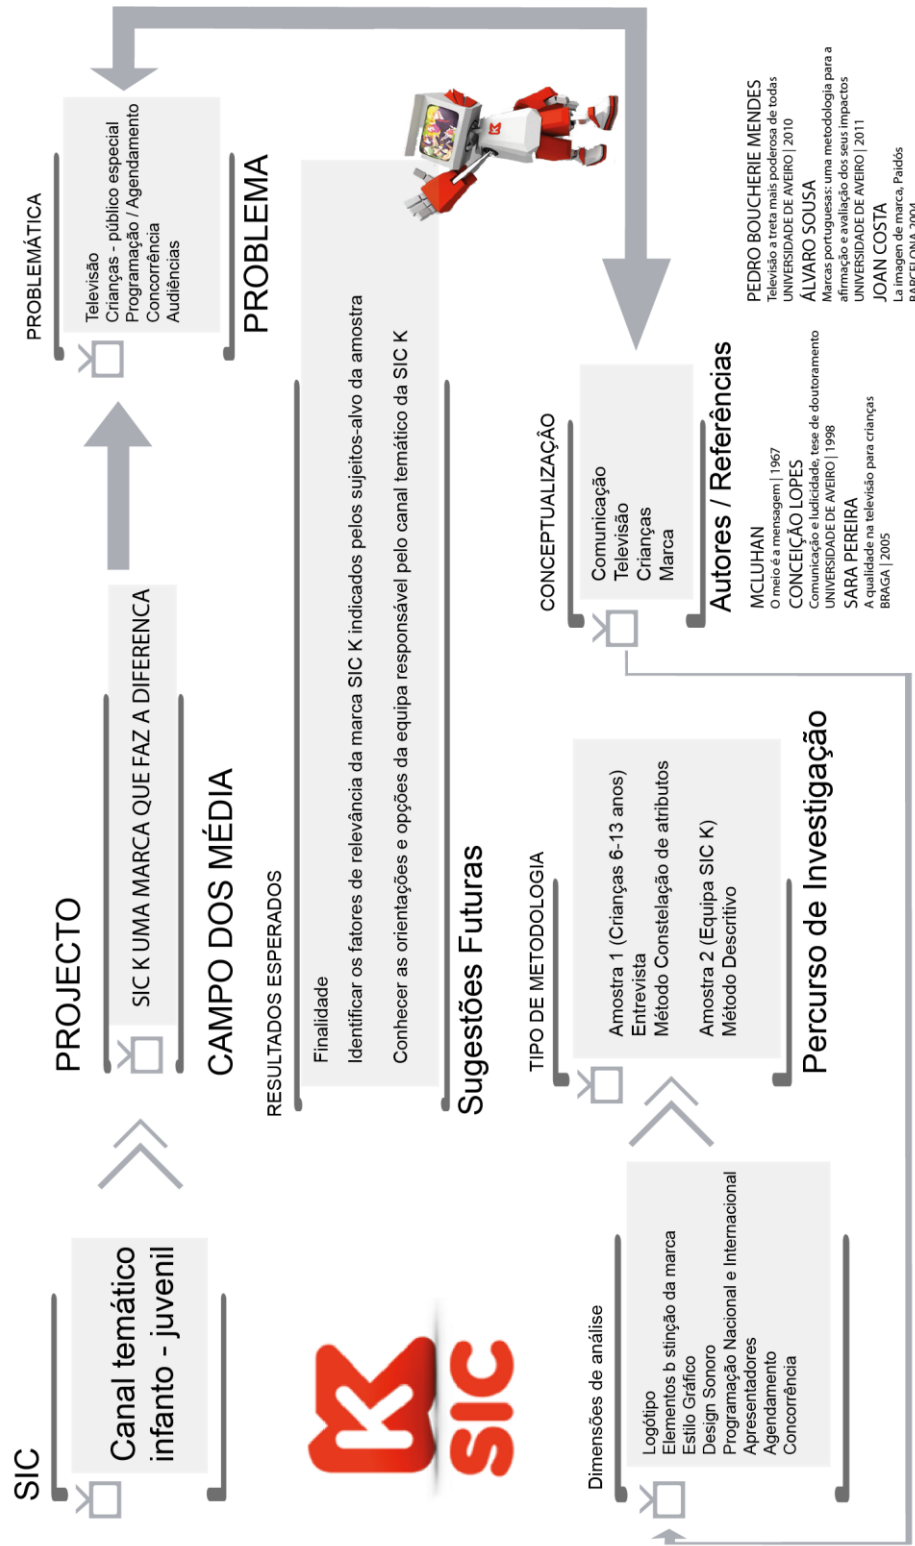 SIC
Canal temático
infanto - juvenil
PROJECTO
SIC K UMA MARCA QUE FAZ A DIFERENCA
CAMPO DOS MÉDIA
PROBLEMÁTICA
Televisão
Crianças - público especial
Programação / Agendamento
Concorrência
Audiências
PROBLEMA
K
SIC
RESULTADOS ESPERADOS
Finalidade
Identificar os fatores de relevância da marca SIC K indicados pelos sujeitos-alvo da amostra
Conhecer as orientações e opções da equipa responsável pelo canal temático da SIC K
Sugestões Futuras
K
Dimensões de análise
Logótipo
Elementos b stinção da marca
Estilo Gráfico
Design Sonoro
Programação Nacional e Internacional
Apresentadores
Agendamento
Concorrência
TIPO DE METODOLOGIA
Amostra 1 (Crianças 6-13 anos)
Entrevista
Método Constelação de atributos
Amostra 2 (Equipa SIC K)
Método Descritivo
Percurso de Investigação
CONCEPTUALIZAÇÃO
Comunicação
Televisão
Crianças
Marca
Autores / Referências
MCLUHAN
O meio é a mensagem | 1967
CONCEIÇÃO LOPES
Comunicação e ludicidade, tese de doutoramento
UNIVERSIDADE DE AVEIRO | 1998
SARA PEREIRA
A qualidade na televisão para crianças
BRAGA | 2005
PEDRO BOUCHERIE MENDES
Televisão a treta mais poderosa de todas
UNIVERSIDADE DE AVEIRO | 2010
ÁLVARO SOUSA
Marcas portuguesas: uma metodologia para a
afirmação e avaliação dos seus impactos
UNIVERSIDADE DE AVEIRO | 2011
JOAN COSTA
La imagen de marca, Paidós
BARCELONA 2004